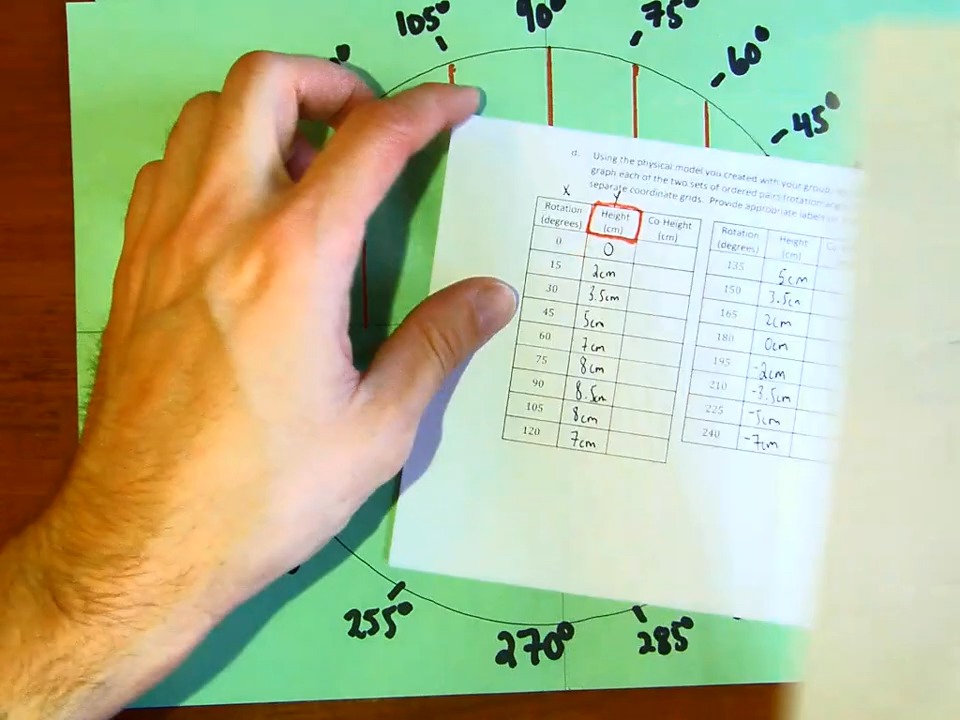 105° 90° 75°
60°
45°
d. Using the physical model you created with your group,
graph each of the two sets of ordered pairs (rotation
separate coordinate grids. Provide appropriate labels
X Y
Rotation (degrees) Height (cm) Co Height (cm)
0 0
15 2cm
30 3.5cm
45 5cm
60 7cm
75 8cm
90 8.5cm
105 8cm
120 7cm
Rotation (degrees) Height (cm)
135 5cm
150 3.5cm
165 2cm
180 0cm
195 -2cm
210 -3.5cm
225 -5cm
240 -7cm
255° 270° 285°